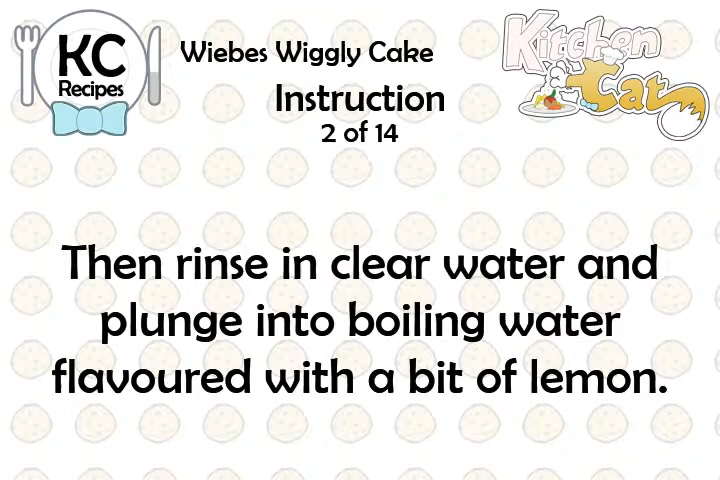 KC
Recipes
Wiebes Wiggly Cake
Instruction
2 of 14
Kitchen
Cat
Then rinse in clear water and
plunge into boiling water
flavoured with a bit of lemon.